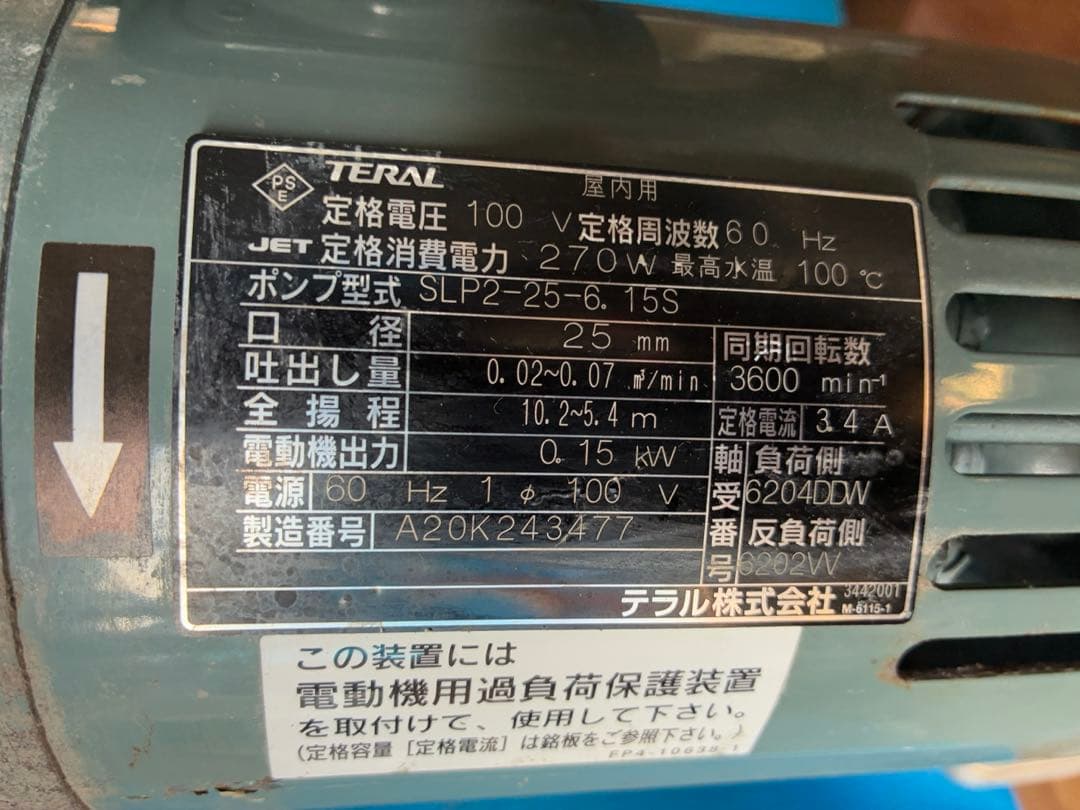 PS
E
TERAL 屋内用
定格電圧 100 V 定格周波数 60 Hz
JET 定格消費電力 270W 最高水温 100 ℃
ポンプ型式 SLP2-25-6. 15S
口径 25 mm
同期回転数
吐出し量 0. 02~0. 07 m³/min
3600 min-¹
全揚程 10. 2~5. 4 m
定格電流 3. 4 A
電動機出力 0. 15 kW
軸受番号
負荷側
6204DDW
電源 60 Hz 1 φ 100 V
製造番号 A20K243477
反負荷側
6202W
テラル株式会社 3442001
M-6115-1
この装置には
電動機用過負荷保護装置
を取付けて、使用して下さい。
(定格容量［定格電流］は銘板をご参照下さい。)
EP4-10638-1